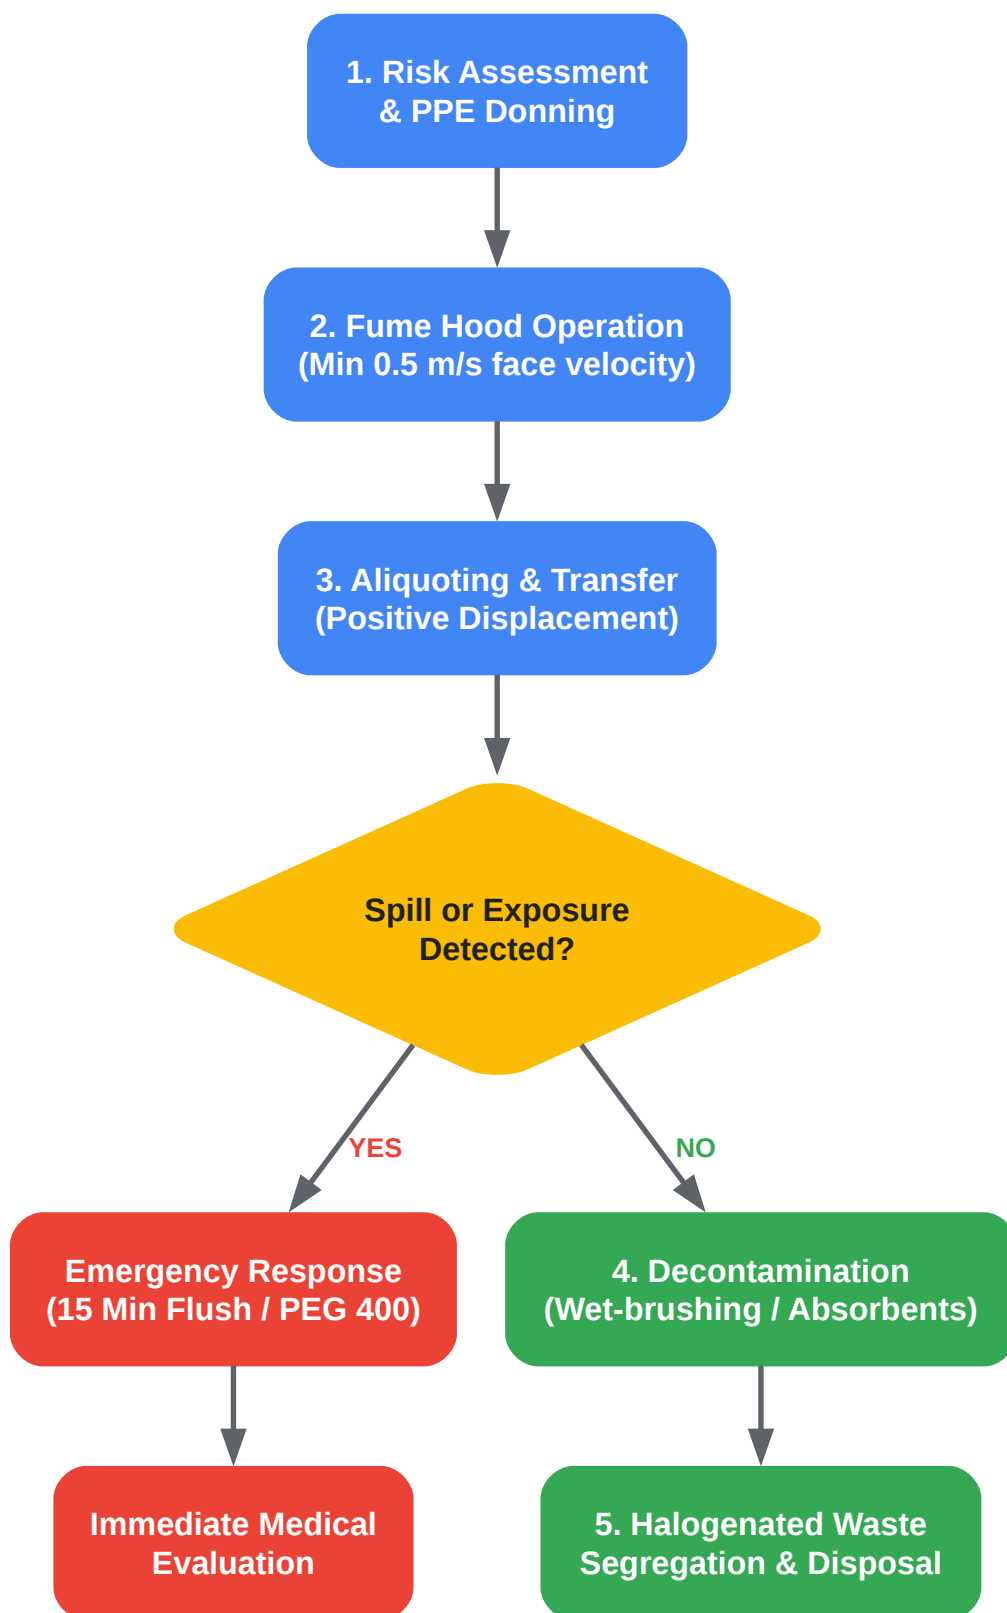 1. Risk Assessment
& PPE Donning
2. Fume Hood Operation
(Min 0.5 m/s face velocity)
3. Aliquoting & Transfer
(Positive Displacement)
Spill or Exposure
Detected?
YES
NO
Emergency Response
(15 Min Flush / PEG 400)
4. Decontamination
(Wet-brushing / Absorbents)
Immediate Medical
Evaluation
5. Halogenated Waste
Segregation & Disposal